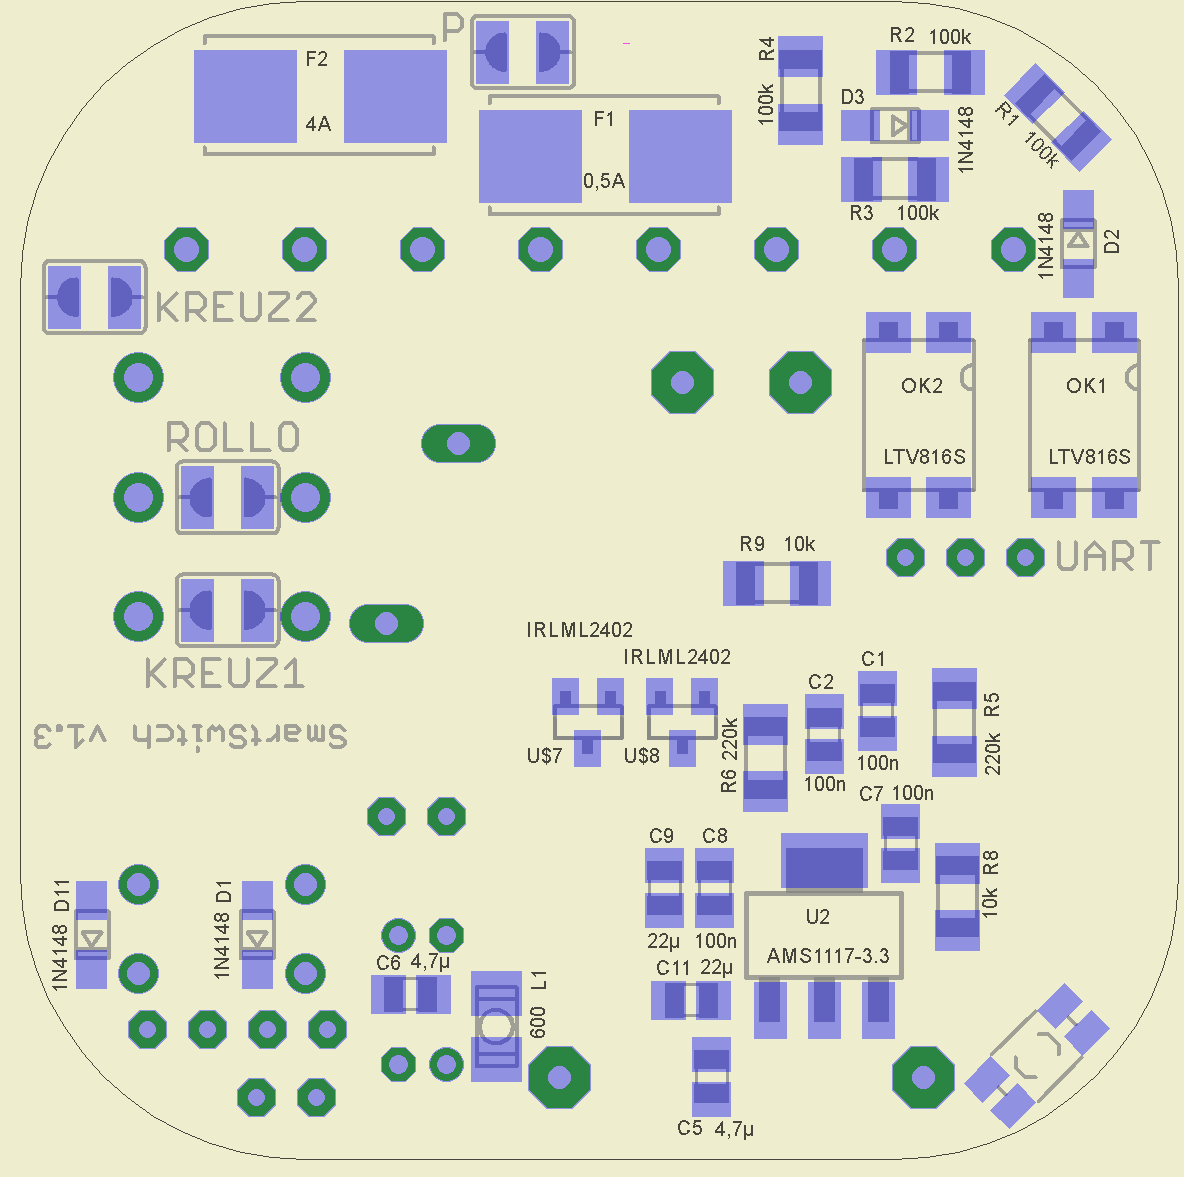 P
F2
4A
F1
0,5A
R4
100k
R2 100k
D3
1N4148
R3 100k
R1 100k
1N4148
D2
KREUZ2
ROLLO
KREUZ1
SmartSwitch v1.3
OK2
LTV816S
OK1
LTV816S
UART
R9 10k
IRLML2402
IRLML2402
U$7
U$8
R6 220k
C2
100n
C1
100n
R5
220k
C7 100n
R8
10k
C9
22µ
C8
100n
U2
AMS1117-3.3
C11 22µ
C5 4,7µ
1N4148 D11
1N4148 D1
C6 4,7µ
600 L1